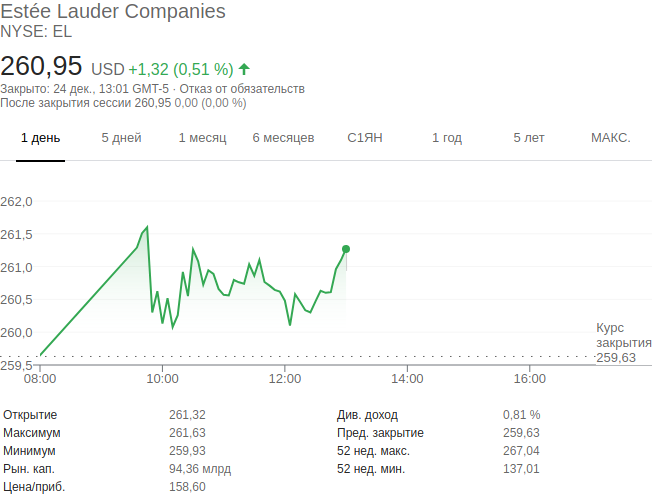 Estée Lauder Companies
NYSE: EL
260,95 USD +1,32 (0,51 %)
Закрыто: 24 дек., 13:01 GMT-5 · Отказ от обязательств
После закрытия сессии 260,95 0,00 (0,00 %)
1 день 5 дней 1 месяц 6 месяцев С1ЯН 1 год 5 лет МАКС.
262,0
261,5
261,0
260,5
260,0
259,5
Курс
закрытия
259,63
08:00 10:00 12:00 14:00 16:00
Открытие 261,32 Див. доход 0,81 %
Максимум 261,63 Пред. закрытие 259,63
Минимум 259,93 52 нед. макс. 267,04
Рын. кап. 94,36 млрд 52 нед. мин. 137,01
Цена/приб. 158,60